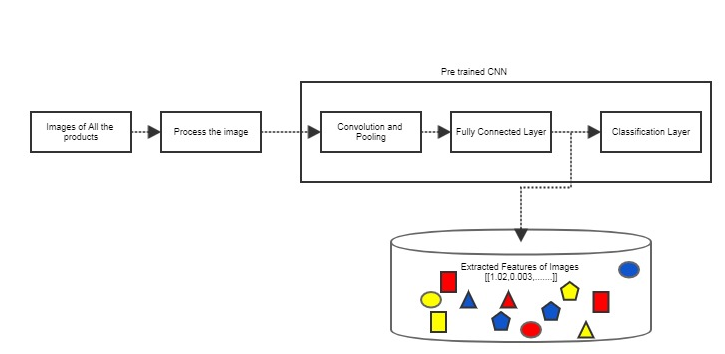 Pre trained CNN
Images of All the
products
Process the image
Convolution and
Pooling
Fully Connected Layer
Classification Layer
Extracted Features of Images
[[1.02,0.003,.......]]